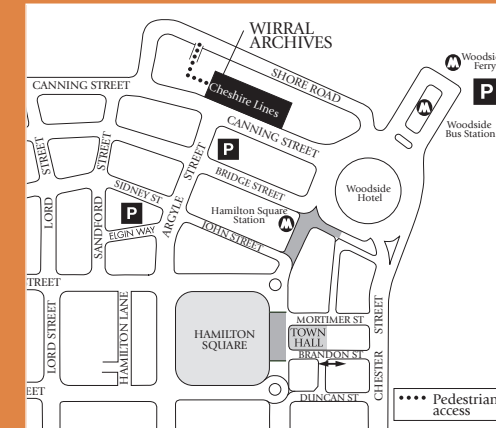 WIRRAL
ARCHIVES
Woodside
Ferry
P
CANNING STREET
SHORE ROAD
Cheshire Lines
CANNING STREET
Woodside
Bus Station
P
STREET
STREET
STREET
BRIDGE STREET
SIDNEY ST
Woodside
Hotel
LORD
SANDFORD
P
ARGYLE
Hamilton Square
Station
ELGIN WAY
JOHN STREET
TREET
LORD STREET
HAMILTON LANE
HAMILTON
SQUARE
MORTIMER ST
TOWN
HALL
BRANDON ST
STREET
CHESTER
EET
DUNCAN ST
Pedestrian
access